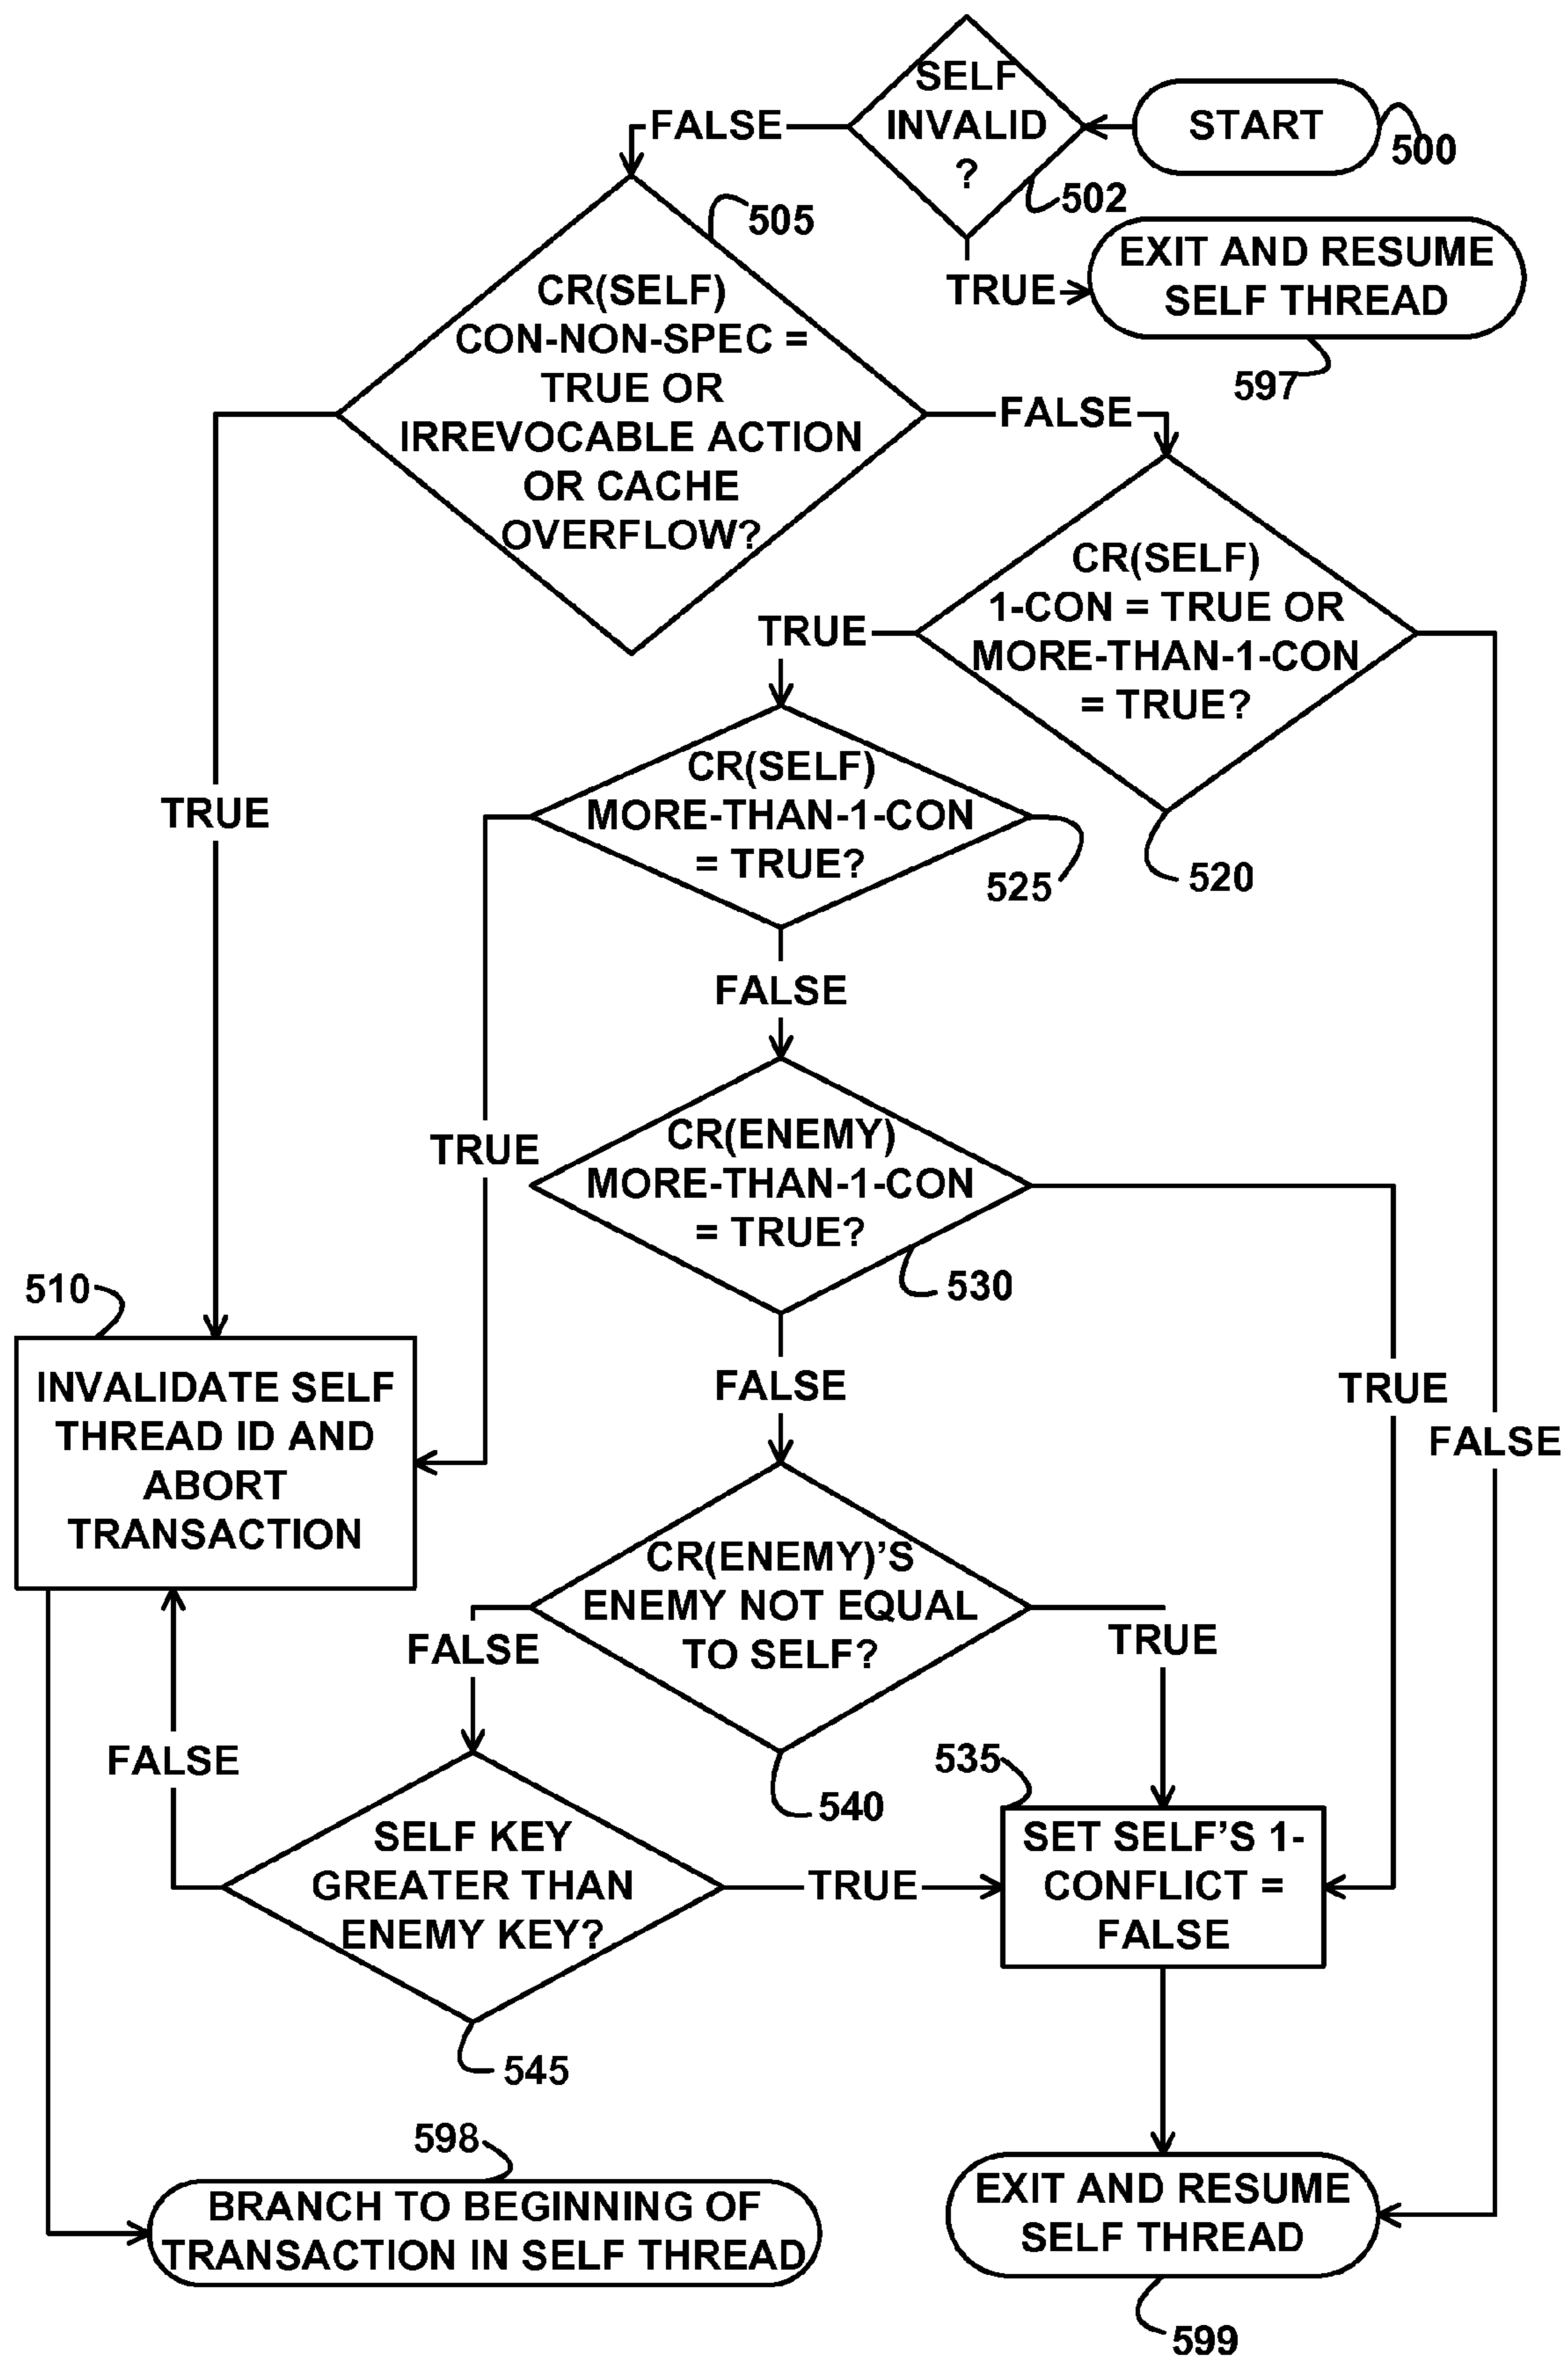 SELF
INVALID
?
START
500
502
FALSE
TRUE
EXIT AND RESUME
SELF THREAD
597
505
CR(SELF)
CON-NON-SPEC =
TRUE OR
IRREVOCABLE ACTION
OR CACHE
OVERFLOW?
FALSE
TRUE
CR(SELF)
1-CON = TRUE OR
MORE-THAN-1-CON
= TRUE?
520
TRUE
FALSE
CR(SELF)
MORE-THAN-1-CON
= TRUE?
525
FALSE
TRUE
CR(ENEMY)
MORE-THAN-1-CON
= TRUE?
530
FALSE
TRUE
510
INVALIDATE SELF
THREAD ID AND
ABORT
TRANSACTION
CR(ENEMY)'S
ENEMY NOT EQUAL
TO SELF?
540
FALSE
TRUE
SELF KEY
GREATER THAN
ENEMY KEY?
545
FALSE
TRUE
535
SET SELF'S 1-
CONFLICT =
FALSE
598
BRANCH TO BEGINNING OF
TRANSACTION IN SELF THREAD
EXIT AND RESUME
SELF THREAD
599